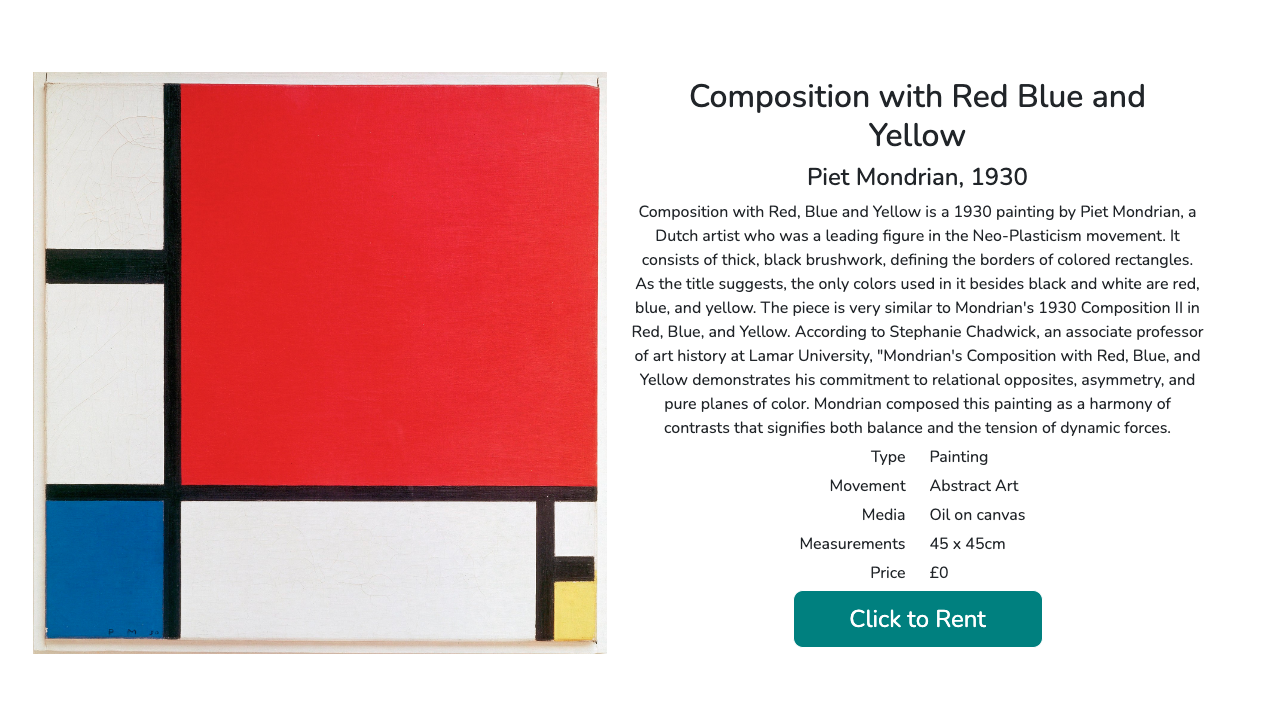 Composition with Red Blue and
Yellow
Piet Mondrian, 1930
Composition with Red, Blue and Yellow is a 1930 painting by Piet Mondrian, a
Dutch artist who was a leading figure in the Neo-Plasticism movement. It
consists of thick, black brushwork, defining the borders of colored rectangles.
As the title suggests, the only colors used in it besides black and white are red,
blue, and yellow. The piece is very similar to Mondrian's 1930 Composition II in
Red, Blue, and Yellow. According to Stephanie Chadwick, an associate professor
of art history at Lamar University, "Mondrian's Composition with Red, Blue, and
Yellow demonstrates his commitment to relational opposites, asymmetry, and
pure planes of color. Mondrian composed this painting as a harmony of
contrasts that signifies both balance and the tension of dynamic forces.
Type Painting
Movement Abstract Art
Media Oil on canvas
Measurements 45 x 45cm
Price £0
Click to Rent
P M